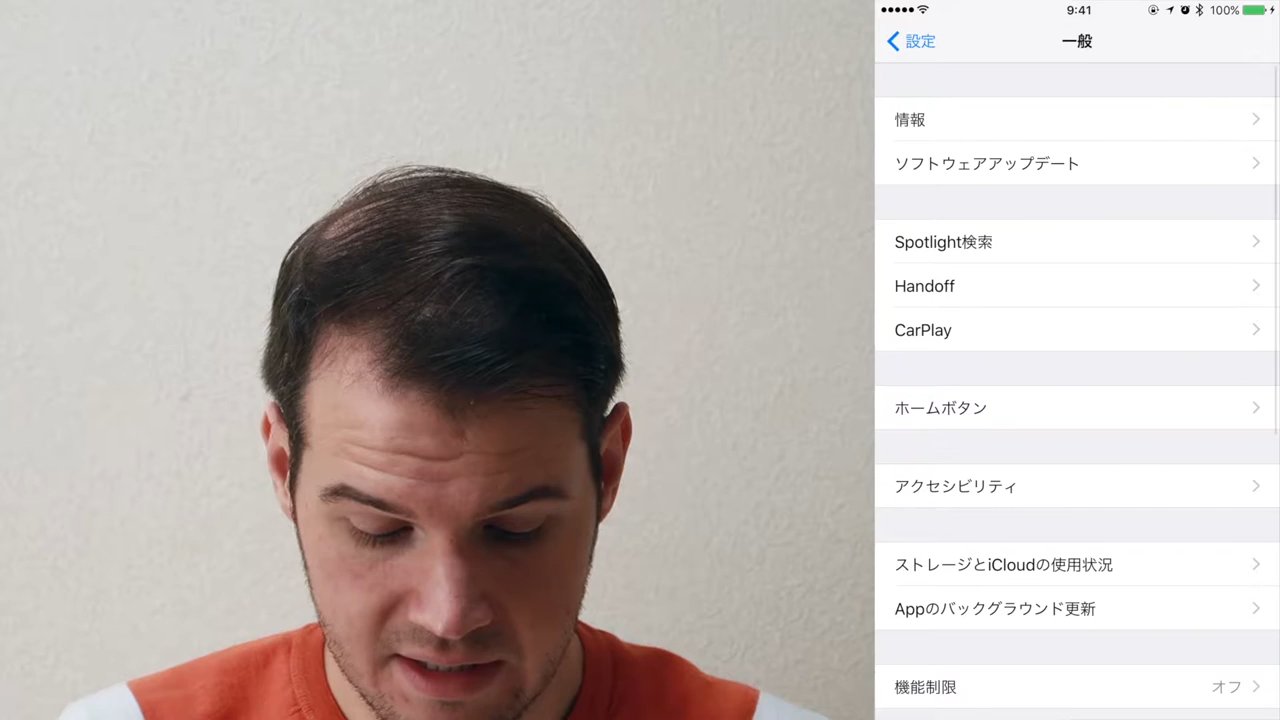 9:41
100%
設定
一般
情報
ソフトウェアアップデート
Spotlight検索
Handoff
CarPlay
ホームボタン
アクセシビリティ
ストレージとiCloudの使用状況
Appのバックグラウンド更新
機能制限 オフ